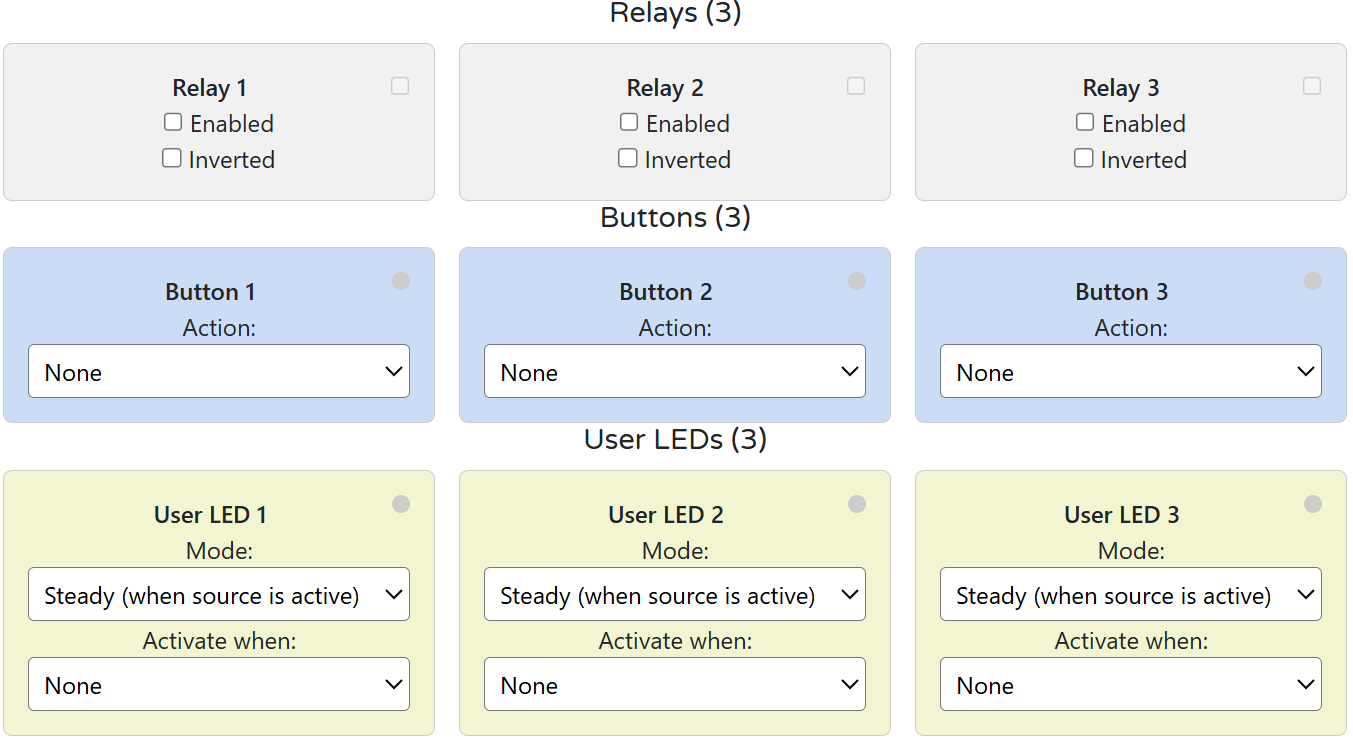 Relays (3)
Relay 1 Relay 2 Relay 3
Enabled Enabled Enabled
Inverted Inverted Inverted
Buttons (3)
Button 1 Button 2 Button 3
Action: Action: Action:
None None None
User LEDs (3)
User LED 1 User LED 2 User LED 3
Mode: Mode: Mode:
Steady (when source is active) Steady (when source is active) Steady (when source is active)
Activate when: Activate when: Activate when:
None None None